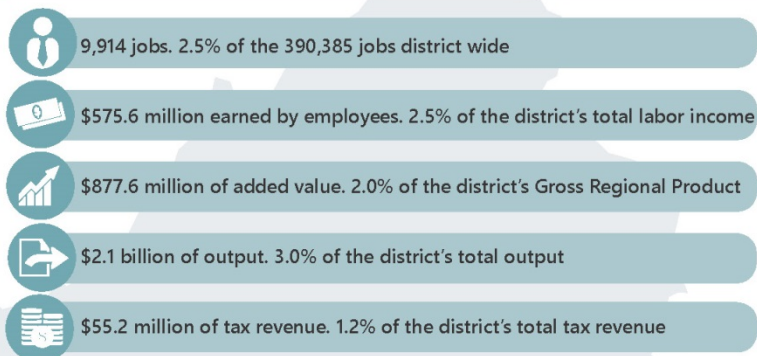 9,914 jobs. 2.5% of the 390,385 jobs district wide
$575.6 million earned by employees. 2.5% of the district's total labor income
$877.6 million of added value. 2.0% of the district's Gross Regional Product
$2.1 billion of output. 3.0% of the district's total output
$55.2 million of tax revenue. 1.2% of the district's total tax revenue